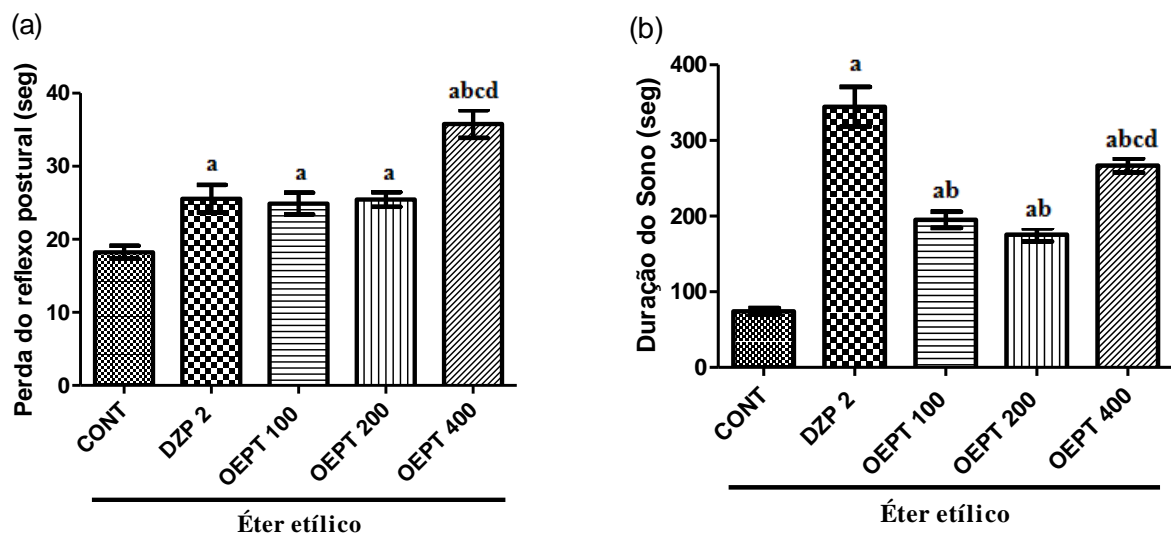 (a)
Perda do reflexo postural (seg)
40
30
20
10
0
a
a
a
abcd
CONT
DZP 2
OEPT 100
OEPT 200
OEPT 400
Éter etílico
(b)
Duração do Sono (seg)
400
300
200
100
0
a
ab
ab
abcd
CONT
DZP 2
OEPT 100
OEPT 200
OEPT 400
Éter etílico